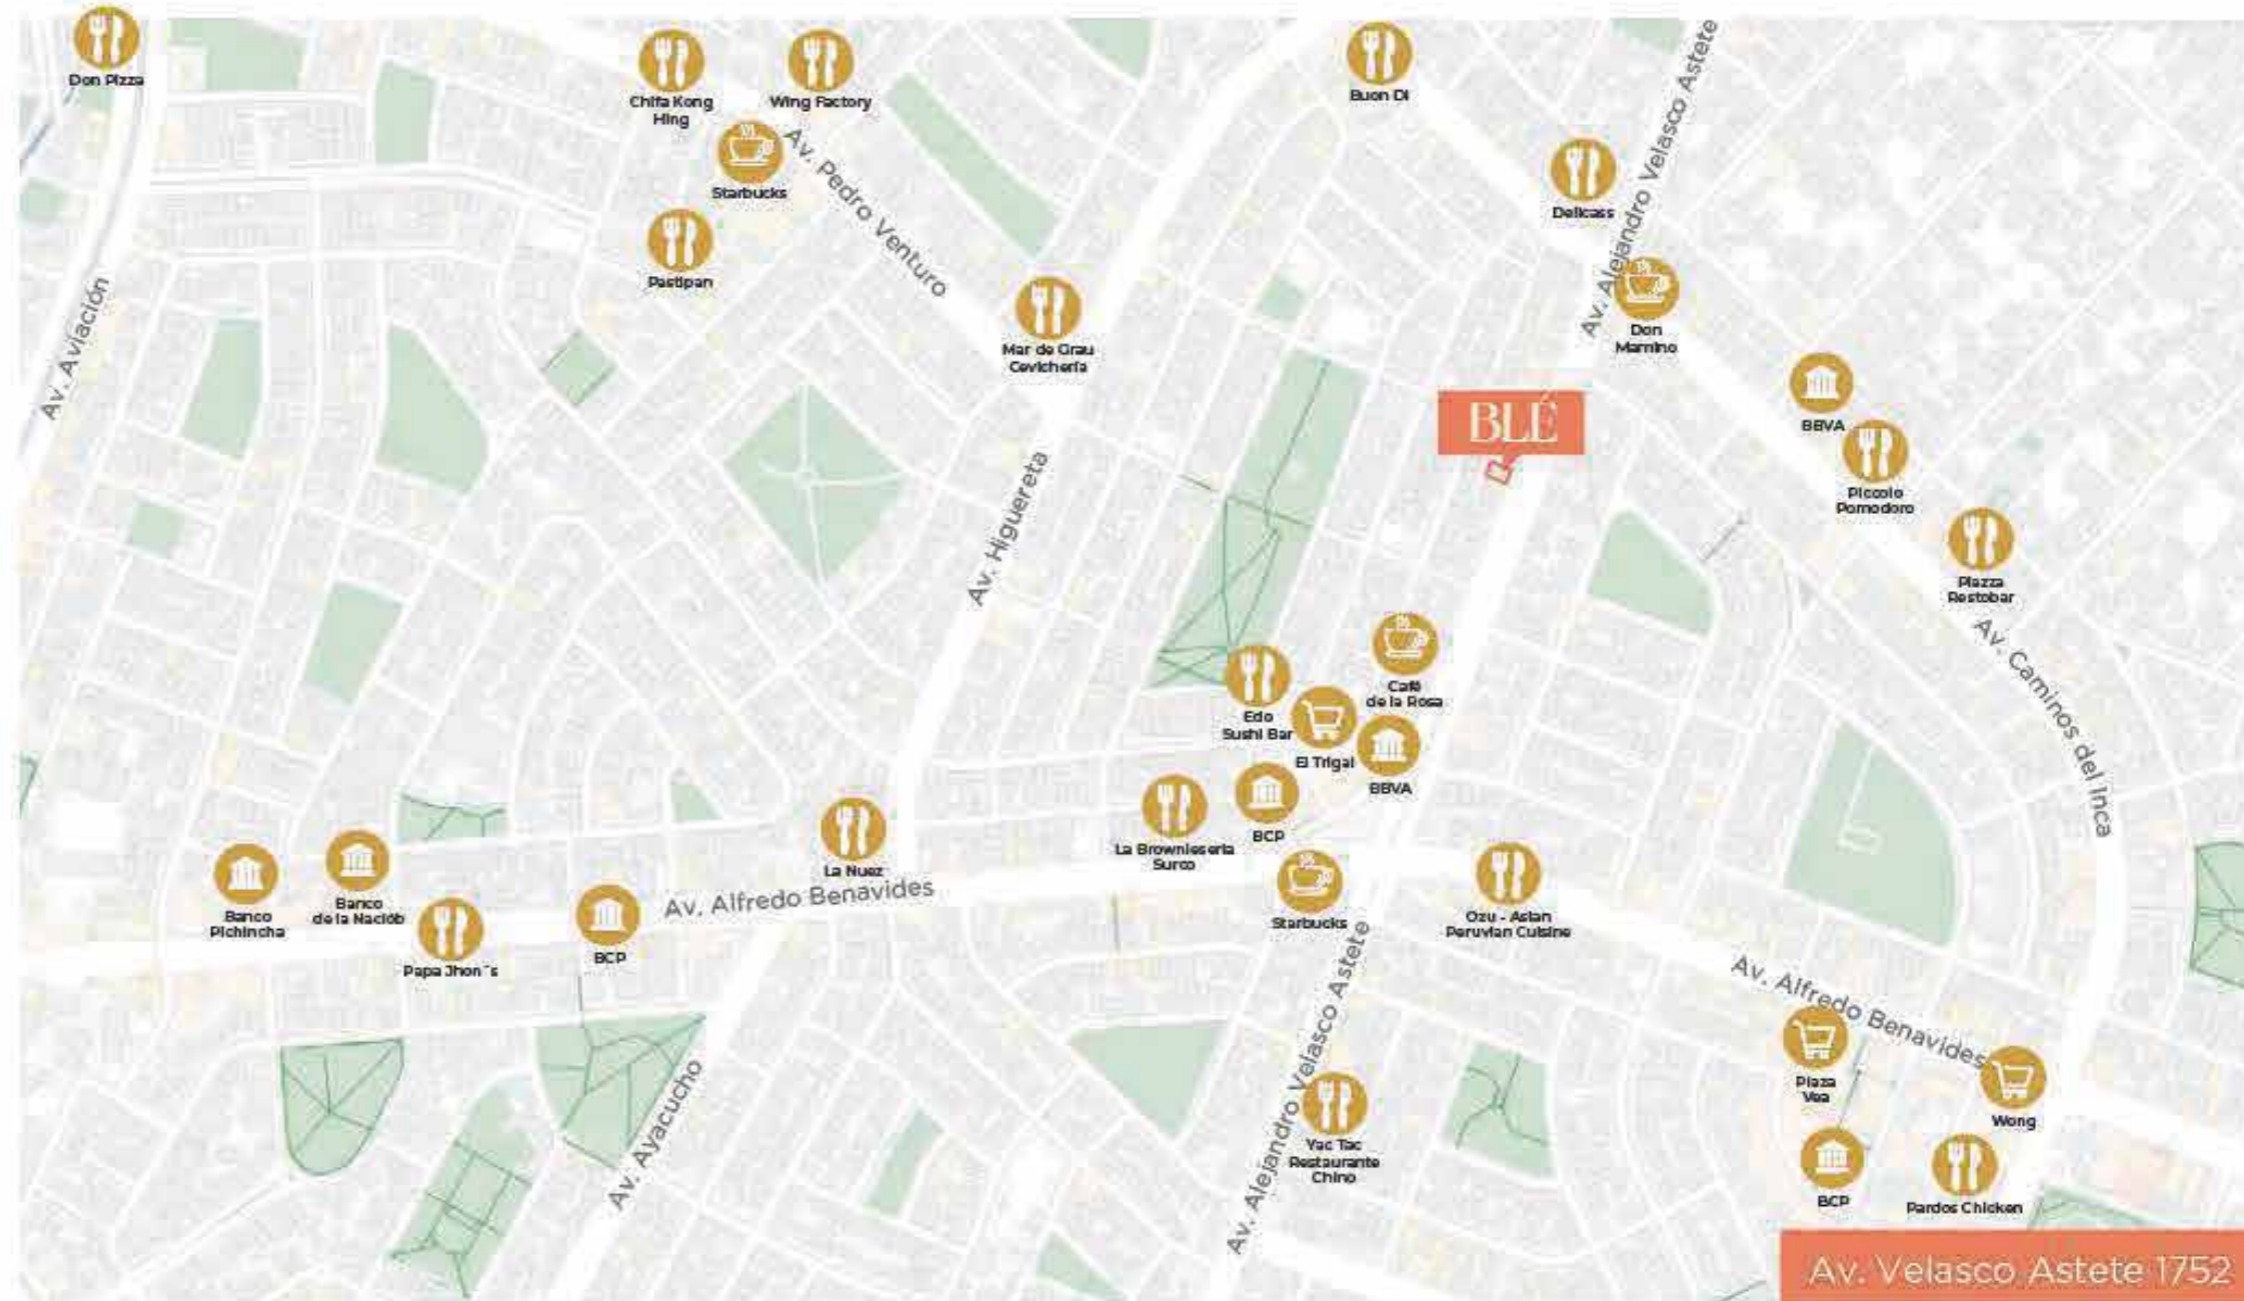 Don Pizza
Chifa Kong
Hing
Wing Factory
Starbucks
Av. Pedro Venturo
Pastipan
Buon Di
Delicass
Av. Alejandro Velasco Astete
Don
Mamino
Av. Aviación
Mar de Grau
Cevichería
BLÉ
BBVA
Piccolo
Pomodoro
Piazza
Restobar
Av. Higuereta
Av. Caminos del Inca
Café
de la Rosa
Edo
Sushi Bar
El Trigal
BBVA
BCP
La Brownieseria
Surco
La Nuez
Av. Alfredo Benavides
Banco
Pichincha
Banco
de la Naciób
Papa Jhon´s
BCP
Starbucks
Ozu - Asian
Peruvian Cuisine
Av. Alejandro Velasco Astete
Av. Alfredo Benavides
Av. Ayacucho
Yac Tac
Restaurante
Chino
Plaza
Vea
Wong
BCP
Pardos Chicken
Av. Velasco Astete 1752